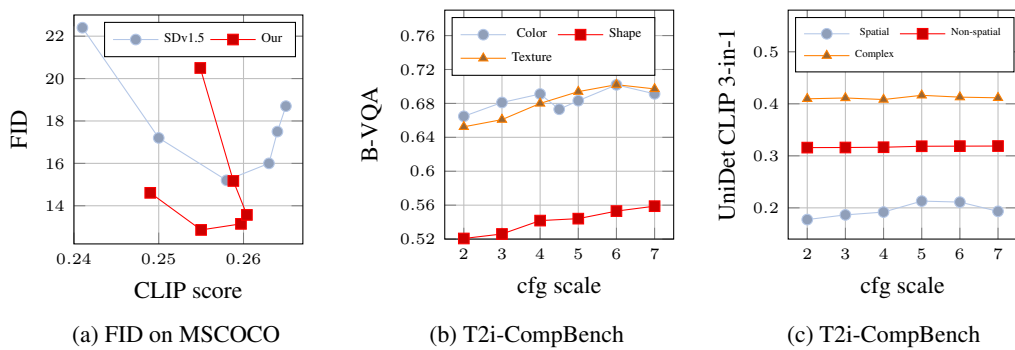 FID
22
20
18
16
14
0.24
0.25
0.26
CLIP score
SDv1.5
Our
(a) FID on MSCOCO
B-VQA
0.76
0.72
0.68
0.64
0.6
0.56
0.52
2 3 4 5 6 7
cfg scale
Color
Shape
Texture
(b) T2i-CompBench
UniDet CLIP 3-in-1
0.5
0.4
0.3
0.2
2 3 4 5 6 7
cfg scale
Spatial
Non-spatial
Complex
(c) T2i-CompBench